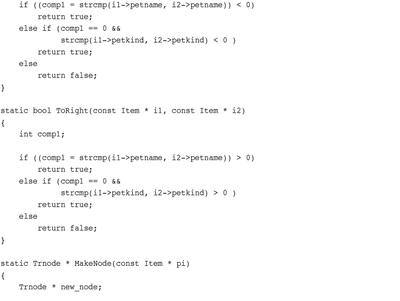 if ((comp1 = strcmp(i1->petname, i2->petname)) < 0)
return true;
else if (comp1 == 0 &&
strcmp(i1->petkind, i2->petkind) < 0 )
return true;
else
return false;
}
static bool ToRight(const Item * i1, const Item * i2)
{
int comp1;
if ((comp1 = strcmp(i1->petname, i2->petname)) > 0)
return true;
else if (comp1 == 0 &&
strcmp(i1->petkind, i2->petkind) > 0 )
return true;
else
return false;
}
static Trnode * MakeNode(const Item * pi)
{
Trnode * new_node;